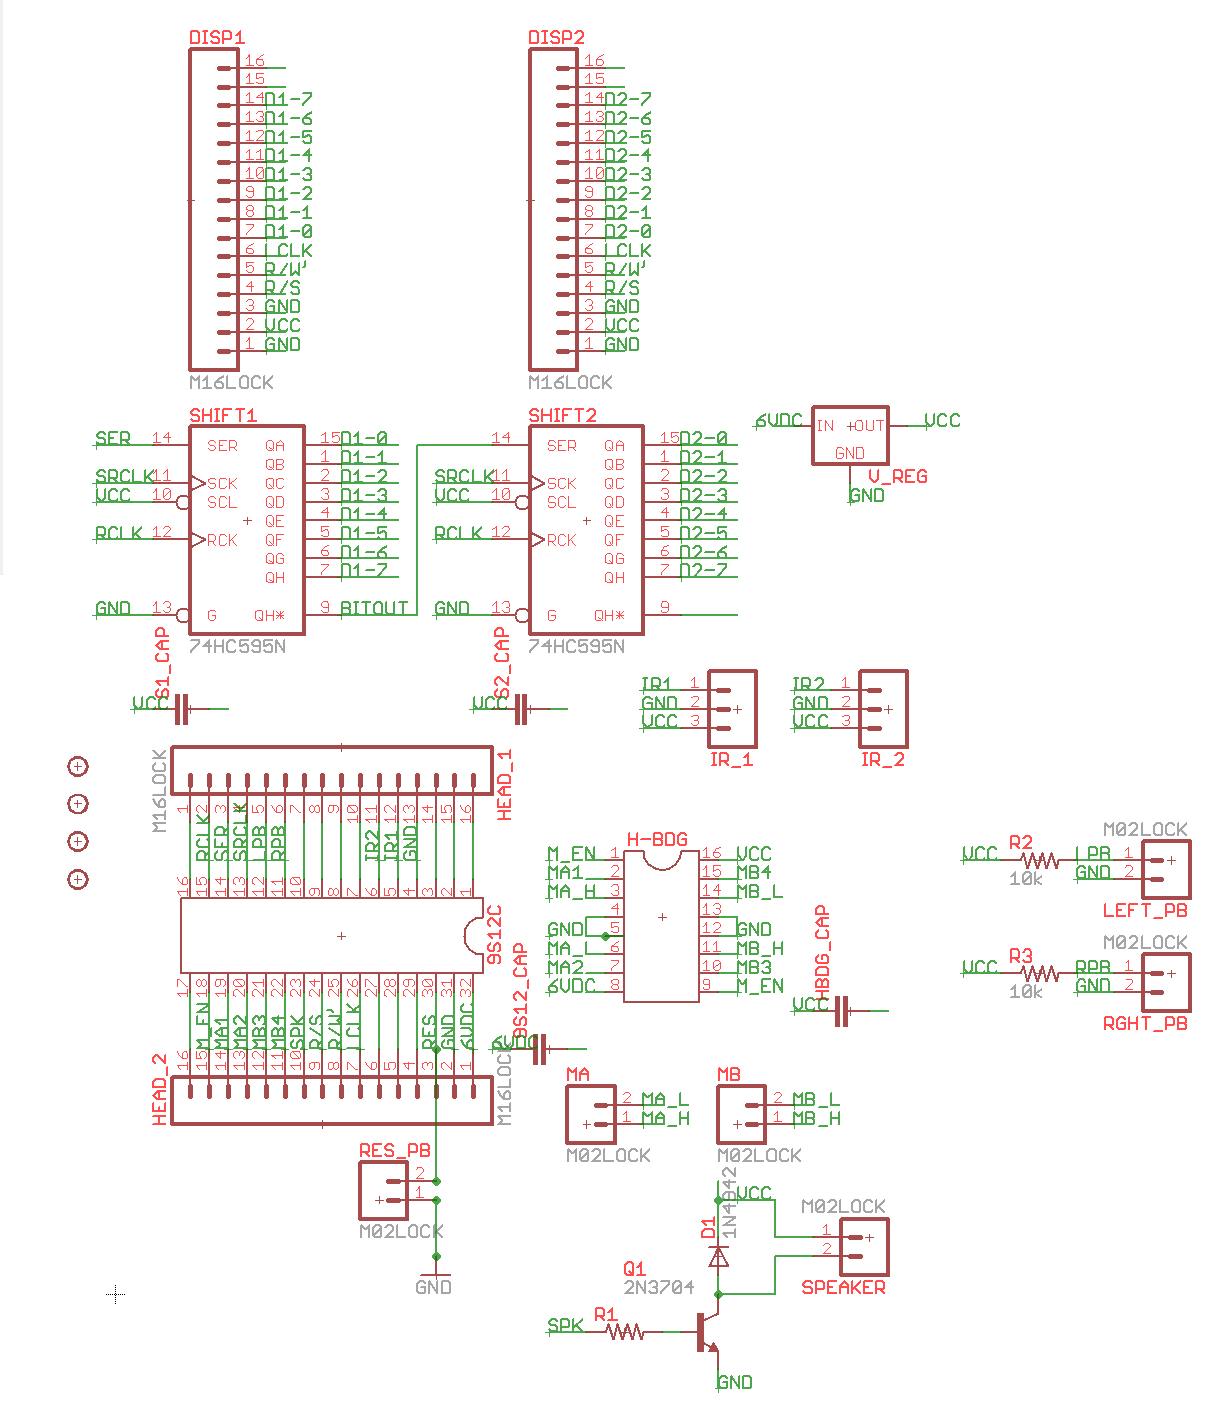 DISP1
16
15
14 D1-7
13 D1-6
12 D1-5
11 D1-4
10 D1-3
9 D1-2
8 D1-1
7 D1-0
6 LCLK
5 R/W'
4 R/S
3 GND
2 VCC
1 GND
M16LOCK
DISP2
16
15
14 D2-7
13 D2-6
12 D2-5
11 D2-4
10 D2-3
9 D2-2
8 D2-1
7 D2-0
6 LCLK
5 R/W'
4 R/S
3 GND
2 VCC
1 GND
M16LOCK
SHIFT1
SER 14 SER QA 15 D1-0
QB 1 D1-1
SRCLK 11 SCK QC 2 D1-2
VCC 10 SCL QD 3 D1-3
QE 4 D1-4
RCLK 12 RCK QF 5 D1-5
QG 6 D1-6
QH 7 D1-7
GND 13 G QH* 9 BITOUT
74HC595N
SHIFT2
14 SER QA 15 D2-0
QB 1 D2-1
SRCLK 11 SCK QC 2 D2-2
VCC 10 SCL QD 3 D2-3
QE 4 D2-4
RCLK 12 RCK QF 5 D2-5
QG 6 D2-6
QH 7 D2-7
GND 13 G QH* 9
74HC595N
6VDC IN OUT VCC
GND
V_REG
GND
S1_CAP
VCC
S2_CAP
VCC
IR1 1
GND 2
VCC 3
IR_1
IR2 1
GND 2
VCC 3
IR_2
M16LOCK
HEAD_1
1 2 3 4 5 6 7 8 9 10 11 12 13 14 15 16
RCLK SER SRCLK LPB RPB IR2 IR1 GND
16 15 14 13 12 11 10 9 8 7 6 5 4 3 2 1
9S12C
17 18 19 20 21 22 23 24 25 26 27 28 29 30 31 32
M_EN MA1 MA2 MB3 MB4 SPK R/S R/W' LCLK RES GND 6VDC
16 15 14 13 12 11 10 9 8 7 6 5 4 3 2 1
HEAD_2
M16LOCK
9S12_CAP
6VDC
H-BDG
M_EN 1 16 VCC
MA1 2 15 MB4
MA_H 3 14 MB_L
4 13
GND 5 12 GND
MA_L 6 11 MB_H
MA2 7 10 MB3
6VDC 8 9 M_EN
HBDG_CAP
VCC
M02LOCK
R2
VCC LPB 1
10k GND 2
LEFT_PB
M02LOCK
R3
VCC RPB 1
10k GND 2
RGHT_PB
MA
2 MA_L
1 MA_H
M02LOCK
MB
2 MB_L
1 MB_H
M02LOCK
RES_PB
2
1
M02LOCK
GND
VCC
D1
1N4942
M02LOCK
1
2
SPEAKER
Q1
2N3704
R1
SPK
GND